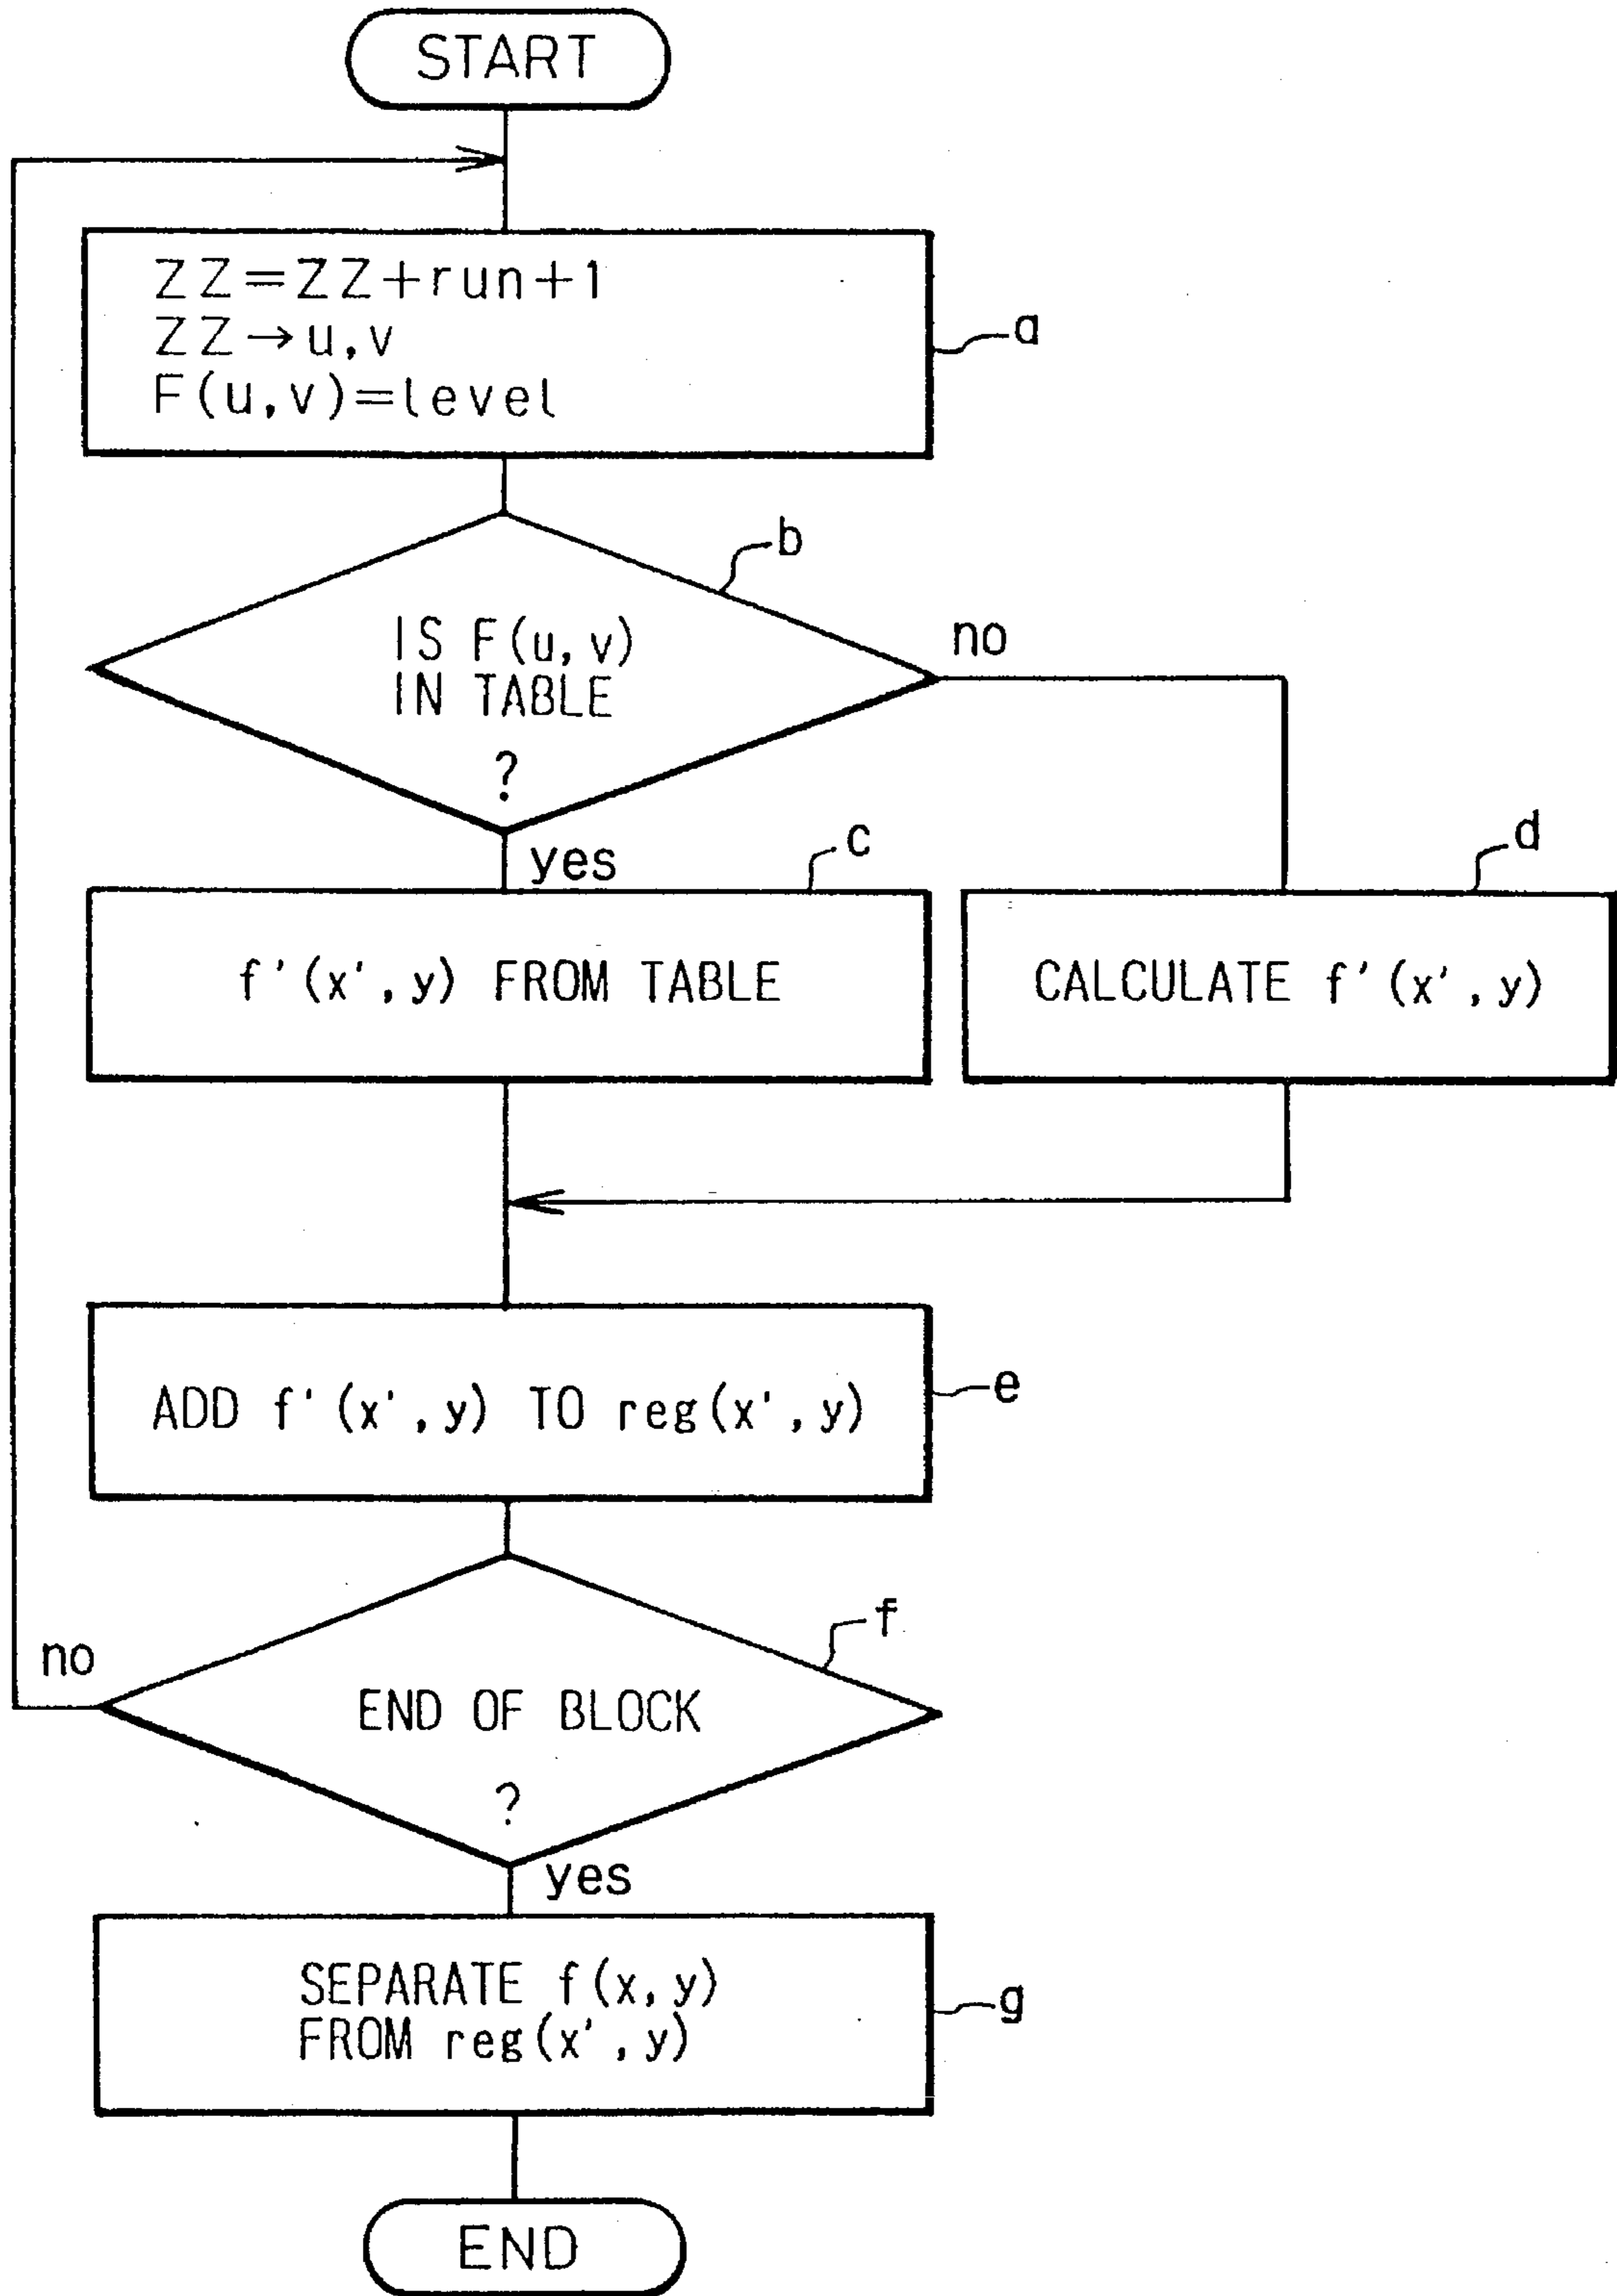 START
ZZ=ZZ+run+1
ZZ→u,v
F(u,v)=level
a
b
IS F(u,v)
IN TABLE
?
no
yes
c
d
f'(x',y) FROM TABLE
CALCULATE f'(x',y)
ADD f'(x',y) TO reg(x',y)
e
f
no
END OF BLOCK
?
yes
SEPARATE f(x,y)
FROM reg(x',y)
g
END